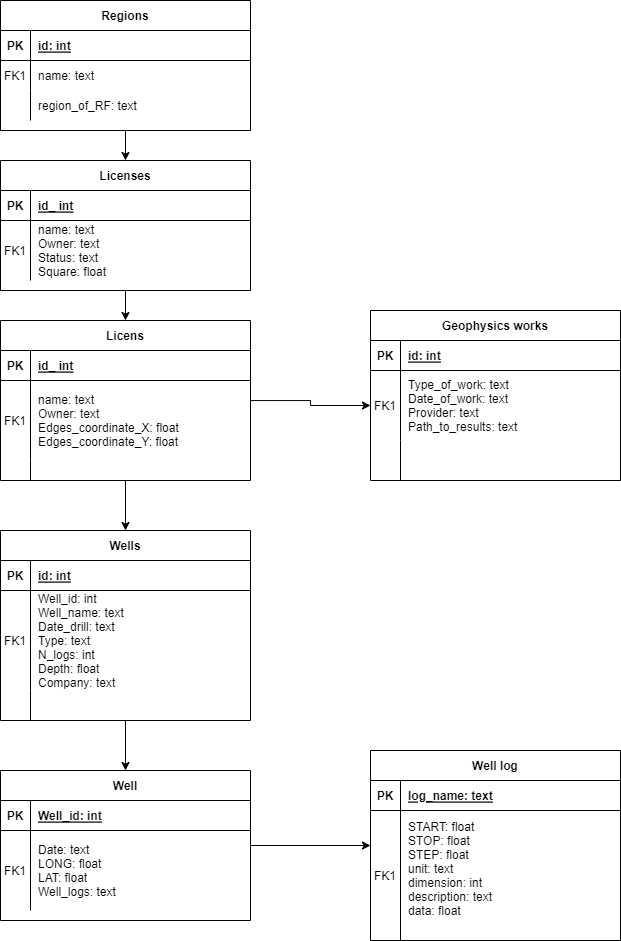 Regions
PK id: int
FK1 name: text
region_of_RF: text
Licenses
PK id_ int
name: text
Owner: text
FK1
Status: text
Square: float
Licens
PK id_ int
name: text
Owner: text
FK1
Edges_coordinate_X: float
Edges_coordinate_Y: float
Geophysics works
PK id: int
Type_of_work: text
Date_of_work: text
FK1
Provider: text
Path_to_results: text
Wells
PK id: int
Well_id: int
Well_name: text
Date_drill: text
FK1 Type: text
N_logs: int
Depth: float
Company: text
Well
PK Well_id: int
Date: text
LONG: float
FK1
LAT: float
Well_logs: text
Well log
PK log_name: text
START: float
STOP: float
STEP: float
unit: text
FK1
dimension: int
description: text
data: float